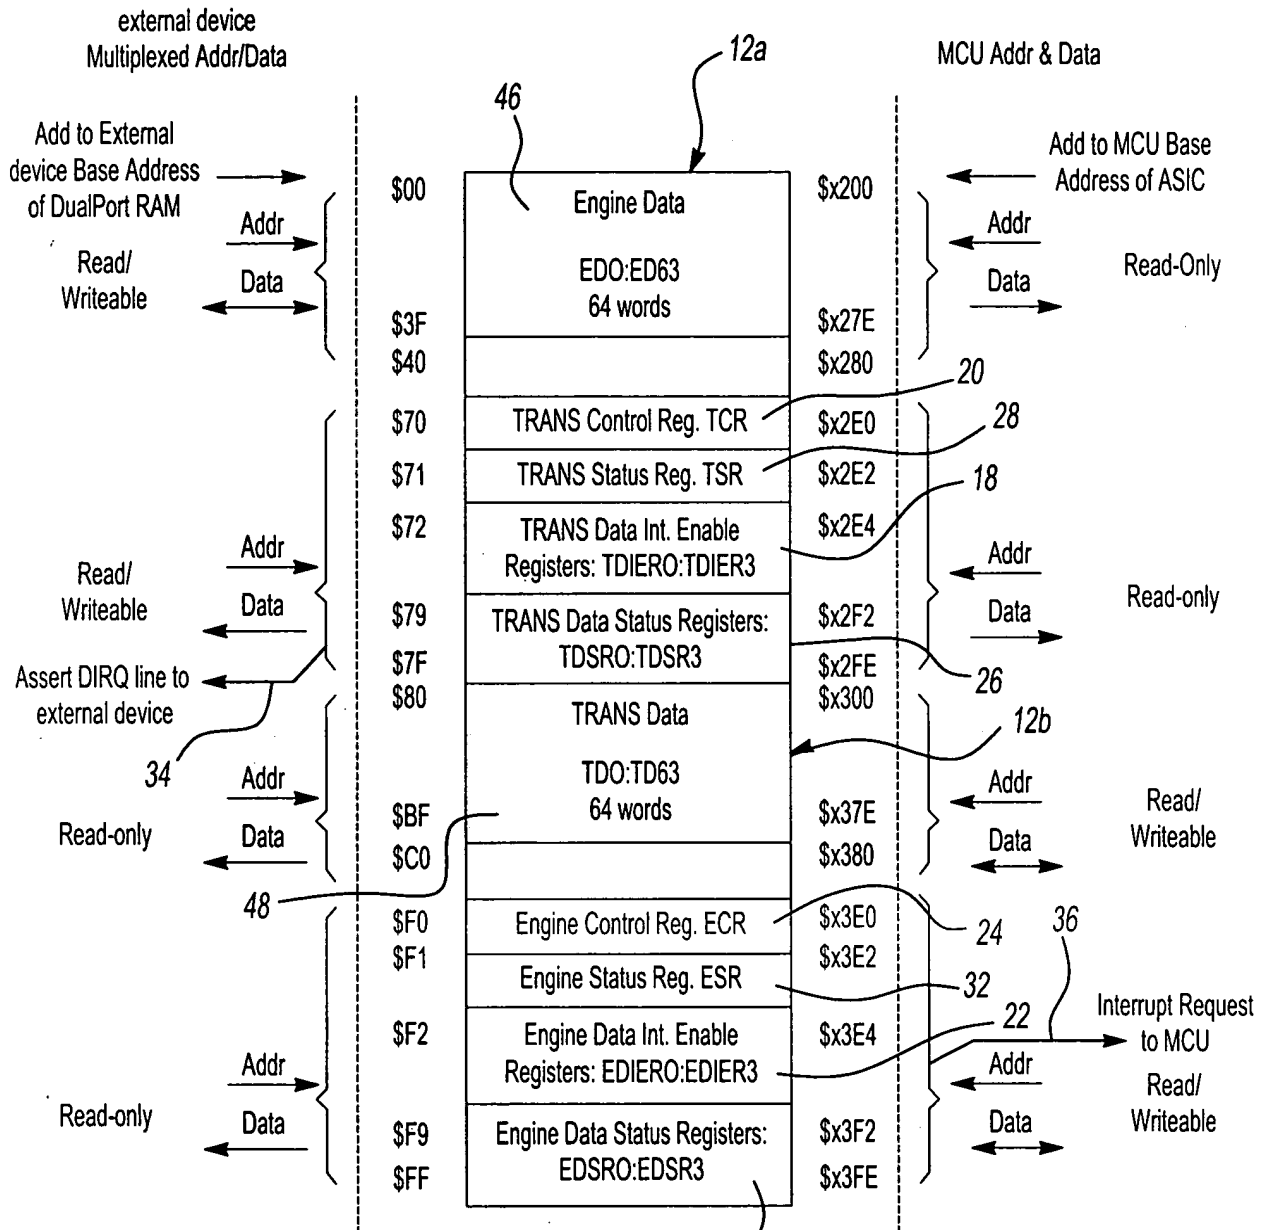 external device
Multiplexed Addr/Data
12a
MCU Addr & Data
46
Add to External
device Base Address
of DualPort RAM
Add to MCU Base
Address of ASIC
$00
Engine Data
$x200
Addr
Addr
Read/
Writeable
Data
EDO:ED63
64 words
Data
Read-Only
$3F
$x27E
$40
$x280
20
$70
TRANS Control Reg. TCR
$x2E0
28
$71
TRANS Status Reg. TSR
$x2E2
18
$72
TRANS Data Int. Enable
Registers: TDIERO:TDIER3
$x2E4
Addr
Addr
Read/
Writeable
Data
Data
Read-only
$79
TRANS Data Status Registers:
TDSRO:TDSR3
$x2F2
$7F
$x2FE
26
Assert DIRQ line to
external device
$80
TRANS Data
$x300
12b
34
Addr
TDO:TD63
64 words
Addr
Read/
Writeable
$BF
$x37E
Read-only
Data
Data
$C0
$x380
48
$F0
Engine Control Reg. ECR
$x3E0
24
36
$F1
Engine Status Reg. ESR
$x3E2
32
22
Interrupt Request
to MCU
$F2
Engine Data Int. Enable
Registers: EDIERO:EDIER3
$x3E4
Addr
Addr
Read/
Writeable
Read-only
Data
Data
$F9
Engine Data Status Registers:
EDSRO:EDSR3
$x3F2
$FF
$x3FE